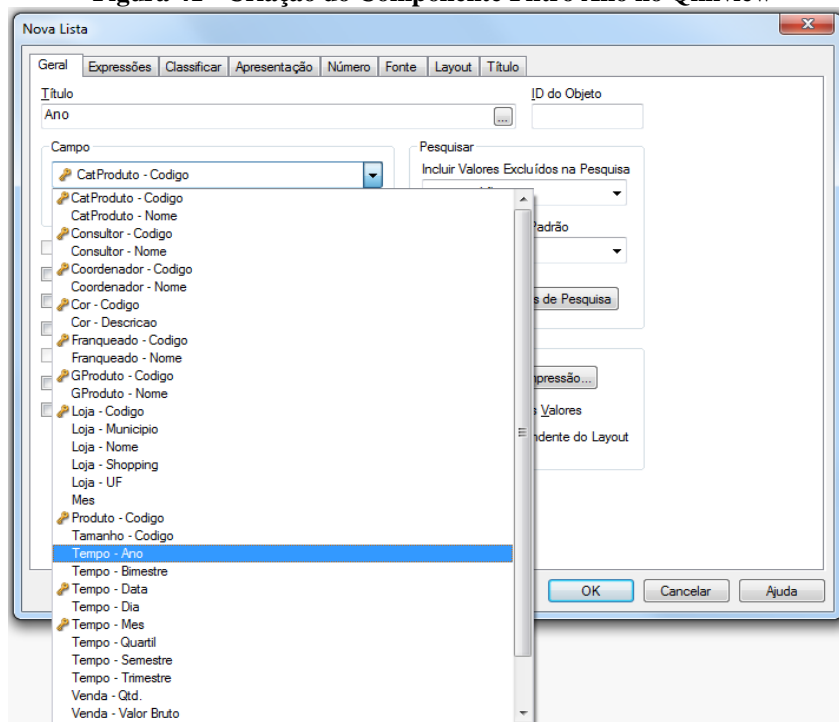 Nova Lista
Geral Expressões Classificar Apresentação Número Fonte Layout Título
Título ID do Objeto
Ano ...
Campo Pesquisar
CatProduto - Codigo Incluir Valores Excluídos na Pesquisa
CatProduto - Codigo
CatProduto - Nome
Consultor - Codigo Padrão
Consultor - Nome
Coordenador - Codigo
Coordenador - Nome
Cor - Codigo de Pesquisa
Cor - Descricao
Franqueado - Codigo
Franqueado - Nome
GProduto - Codigo
GProduto - Nome
Loja - Codigo Valores
Loja - Municipio do Layout
Loja - Nome
Loja - Shopping
Loja - UF
Mes
Produto - Codigo
Tamanho - Codigo
Tempo - Ano
Tempo - Bimestre
Tempo - Data OK Cancelar Ajuda
Tempo - Dia
Tempo - Mes
Tempo - Quartil
Tempo - Semestre
Tempo - Trimestre
Venda - Qtd.
Venda - Valor Bruto